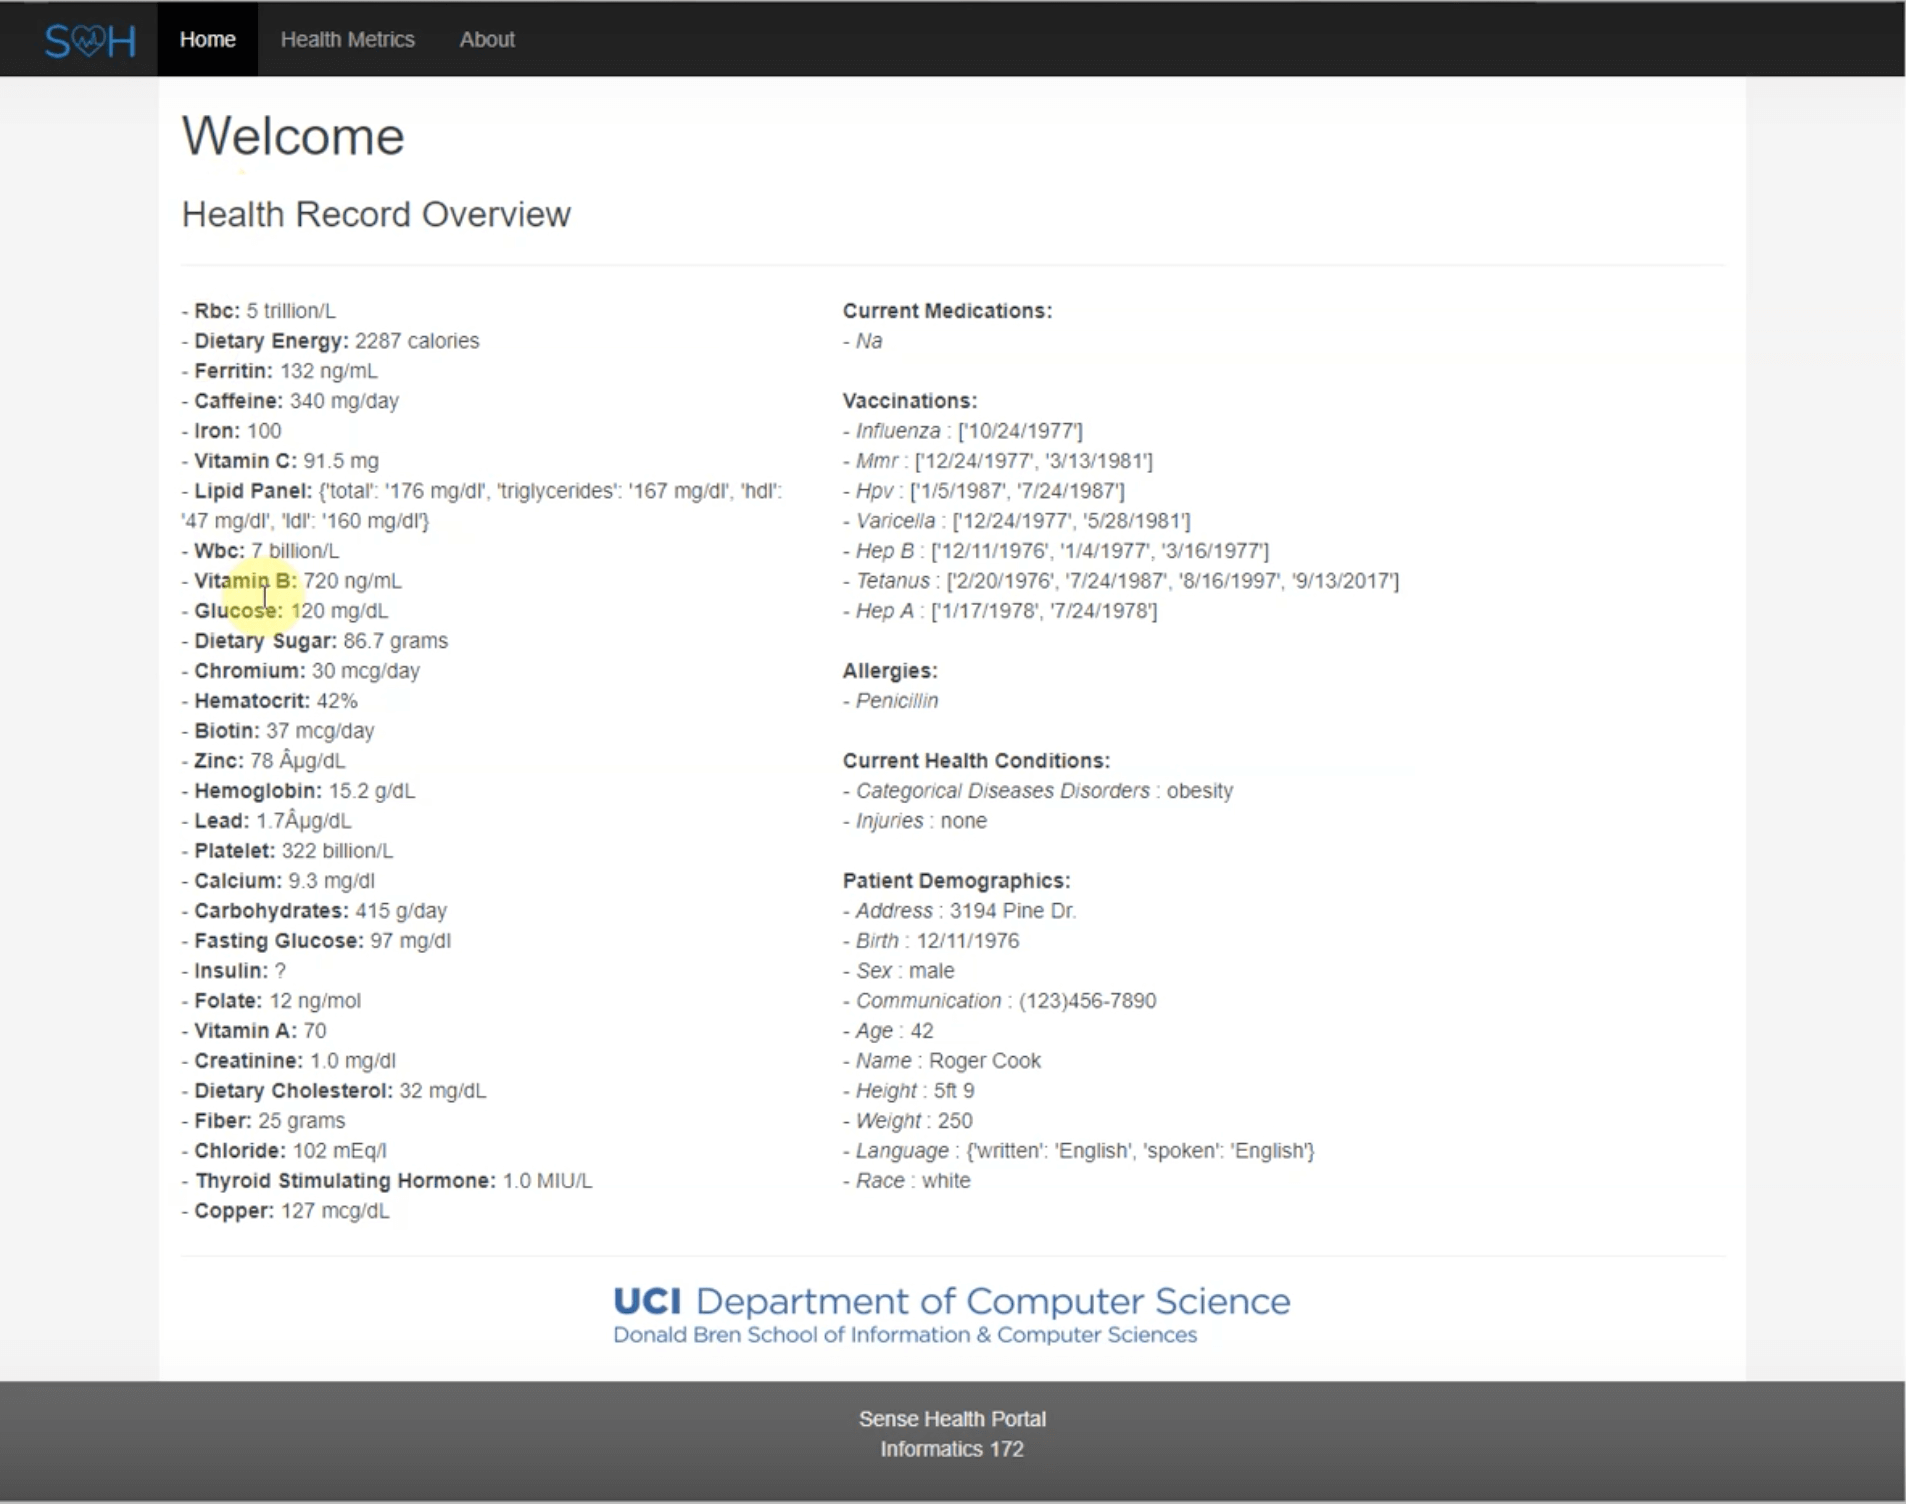 S H
Home
Health Metrics
About
Welcome
Health Record Overview
- Rbc: 5 trillion/L
- Dietary Energy: 2287 calories
- Ferritin: 132 ng/mL
- Caffeine: 340 mg/day
- Iron: 100
- Vitamin C: 91.5 mg
- Lipid Panel: {'total': '176 mg/dl', 'triglycerides': '167 mg/dl', 'hdl':
'47 mg/dl', 'ldl': '160 mg/dl'}
- Wbc: 7 billion/L
- Vitamin B: 720 ng/mL
- Glucose: 120 mg/dL
- Dietary Sugar: 86.7 grams
- Chromium: 30 mcg/day
- Hematocrit: 42%
- Biotin: 37 mcg/day
- Zinc: 78 Âµg/dL
- Hemoglobin: 15.2 g/dL
- Lead: 1.7Âµg/dL
- Platelet: 322 billion/L
- Calcium: 9.3 mg/dl
- Carbohydrates: 415 g/day
- Fasting Glucose: 97 mg/dl
- Insulin: ?
- Folate: 12 ng/mol
- Vitamin A: 70
- Creatinine: 1.0 mg/dl
- Dietary Cholesterol: 32 mg/dL
- Fiber: 25 grams
- Chloride: 102 mEq/l
- Thyroid Stimulating Hormone: 1.0 MIU/L
- Copper: 127 mcg/dL
Current Medications:
- Na
Vaccinations:
- Influenza : ['10/24/1977']
- Mmr : ['12/24/1977', '3/13/1981']
- Hpv : ['1/5/1987', '7/24/1987']
- Varicella : ['12/24/1977', '5/28/1981']
- Hep B : ['12/11/1976', '1/4/1977', '3/16/1977']
- Tetanus : ['2/20/1976', '7/24/1987', '8/16/1997', '9/13/2017']
- Hep A : ['1/17/1978', '7/24/1978']
Allergies:
- Penicillin
Current Health Conditions:
- Categorical Diseases Disorders : obesity
- Injuries : none
Patient Demographics:
- Address : 3194 Pine Dr.
- Birth : 12/11/1976
- Sex : male
- Communication : (123)456-7890
- Age : 42
- Name : Roger Cook
- Height : 5ft 9
- Weight : 250
- Language : {'written': 'English', 'spoken': 'English'}
- Race : white
UCI Department of Computer Science
Donald Bren School of Information & Computer Sciences
Sense Health Portal
Informatics 172